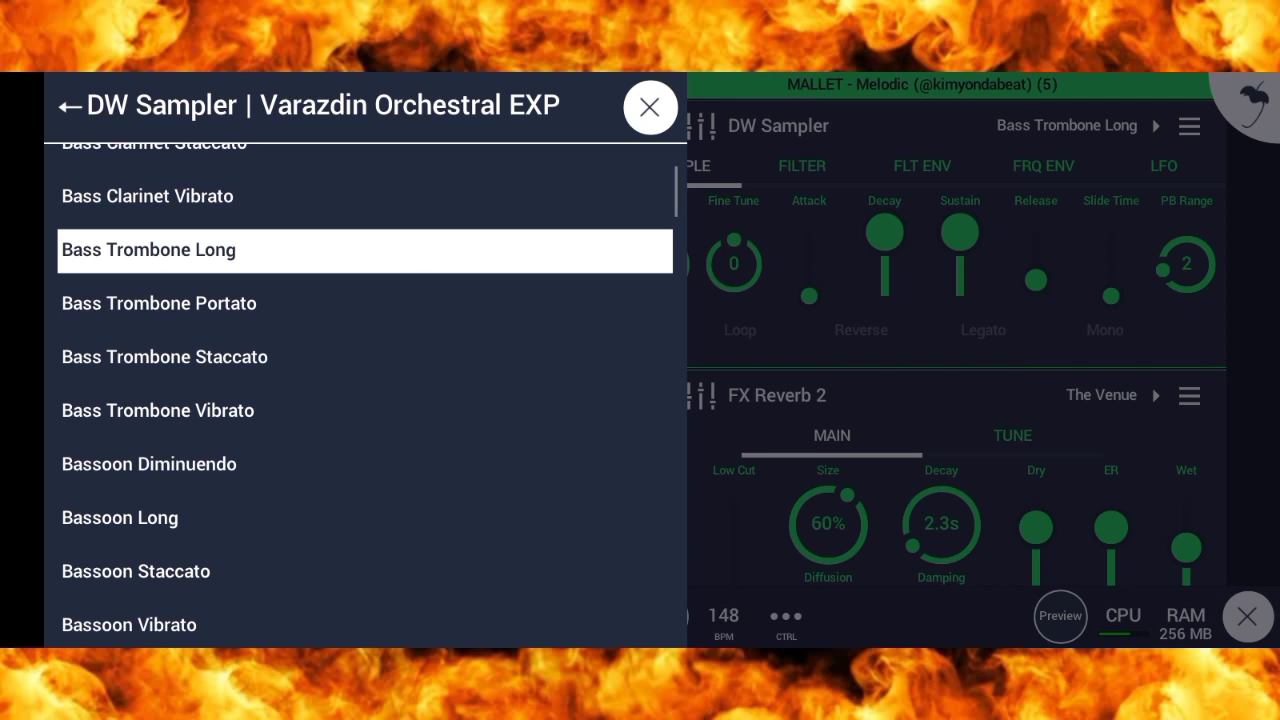 ←DW Sampler | Varazdin Orchestral EXP
Bass Clarinet Staccato
Bass Clarinet Vibrato
Bass Trombone Long
Bass Trombone Portato
Bass Trombone Staccato
Bass Trombone Vibrato
Bassoon Diminuendo
Bassoon Long
Bassoon Staccato
Bassoon Vibrato
MALLET - Melodic (@kimyondabeat) (5)
DW Sampler Bass Trombone Long
PLE FILTER FLT ENV FRQ ENV LFO
Fine Tune Attack Decay Sustain Release Slide Time PB Range
0 2
Loop Reverse Legato Mono
FX Reverb 2 The Venue
MAIN TUNE
Low Cut Size Decay Dry ER Wet
60% 2.3s
Diffusion Damping
148 Preview CPU RAM
BPM CTRL 256 MB